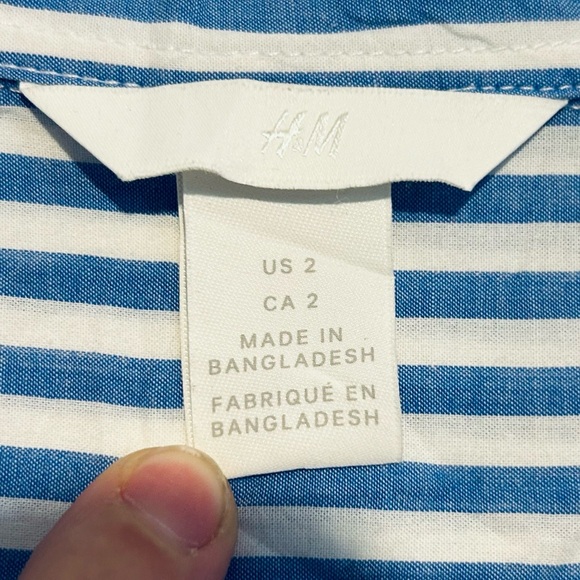 H&M
US 2
CA 2
MADE IN
BANGLADESH
FABRIQUÉ EN
BANGLADESH